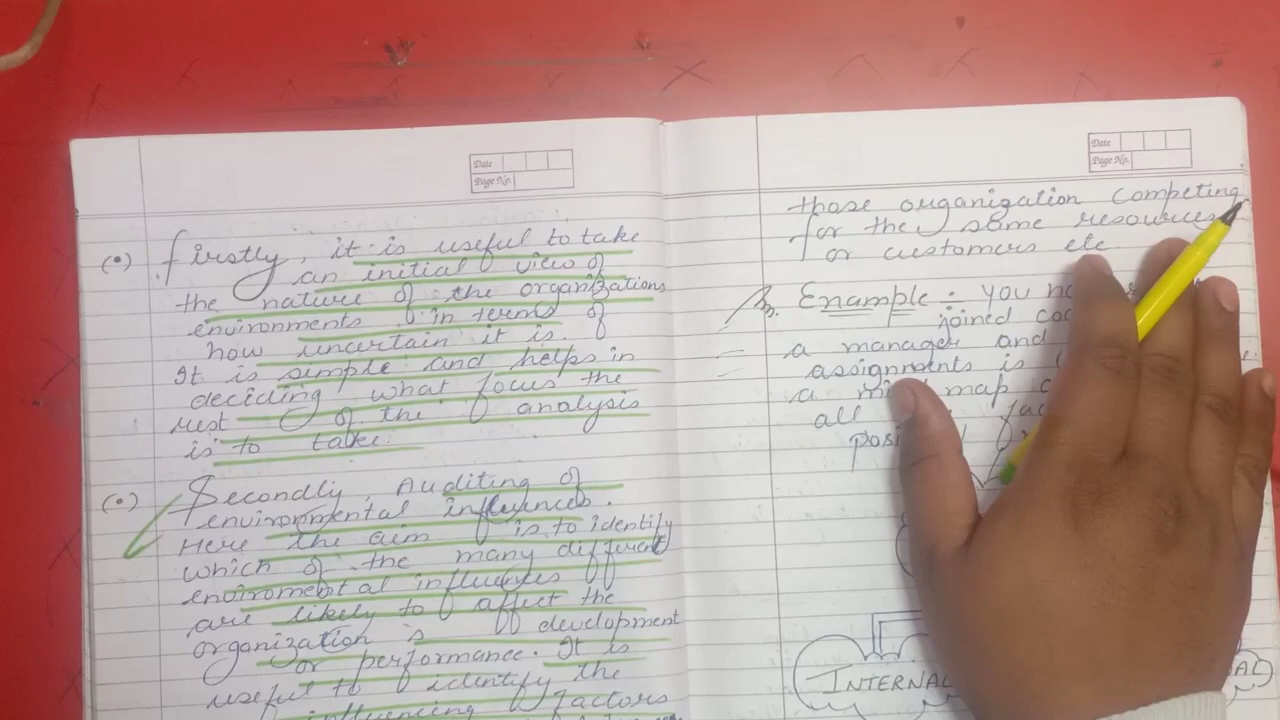 Date
Page No.
(•) firstly, it is useful to take
an initial view of
the nature of the organizations
environments in terms of
how uncertain it is.
It is simple and helps in
deciding what focus the
rest of the analysis
is to take.
(•) Secondly, Auditing of
environmental influences.
Here the aim is to identify
which of the many different
enoiromental influences
are likely to affect the
organization is development
or performance. It is
useful to identify the
influencing factors
Date
Page No.
those organization Competing
for the same resources
or customers etc
Example :- You
joined
a manager and
assignments is
a map
all
INTERNAL